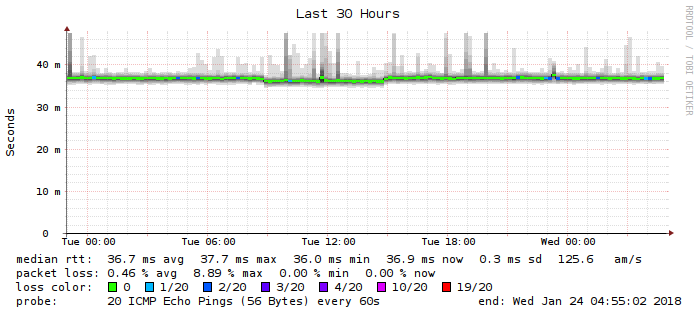 Last 30 Hours
RRDTOOL / TOBI OETIKER
Seconds
40 m
30 m
20 m
10 m
0
Tue 00:00 Tue 06:00 Tue 12:00 Tue 18:00 Wed 00:00
median rtt: 36.7 ms avg 37.7 ms max 36.0 ms min 36.9 ms now 0.3 ms sd 125.6 am/s
packet loss: 0.46 % avg 8.89 % max 0.00 % min 0.00 % now
loss color: 0 1/20 2/20 3/20 4/20 10/20 19/20
probe: 20 ICMP Echo Pings (56 Bytes) every 60s end: Wed Jan 24 04:55:02 2018